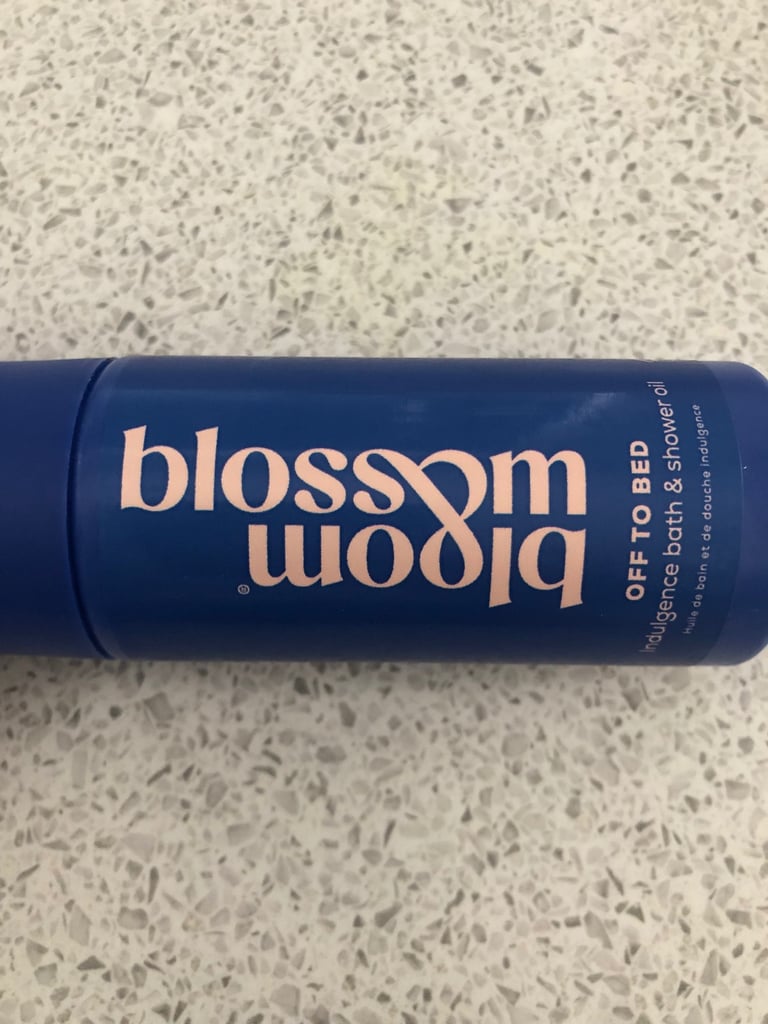 blossom
bloom®
OFF TO BED
Indulgence bath & shower oil
Huile de bain et de douche indulgence